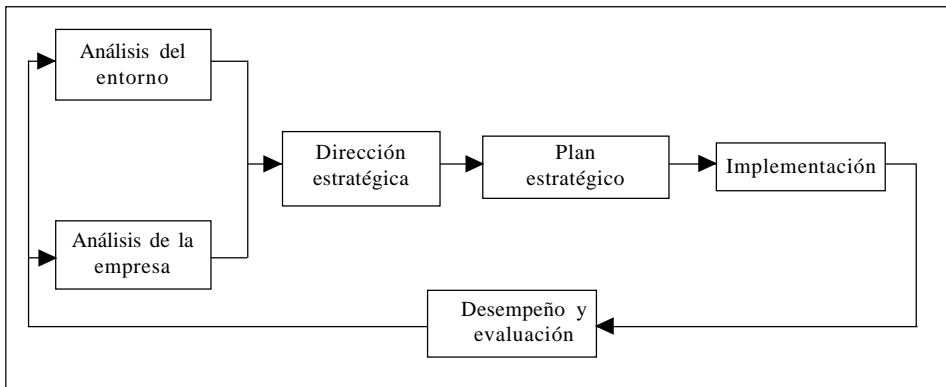 Análisis del
entorno
Dirección
estratégica
Plan
estratégico
Implementación
Análisis de la
empresa
Desempeño y
evaluación